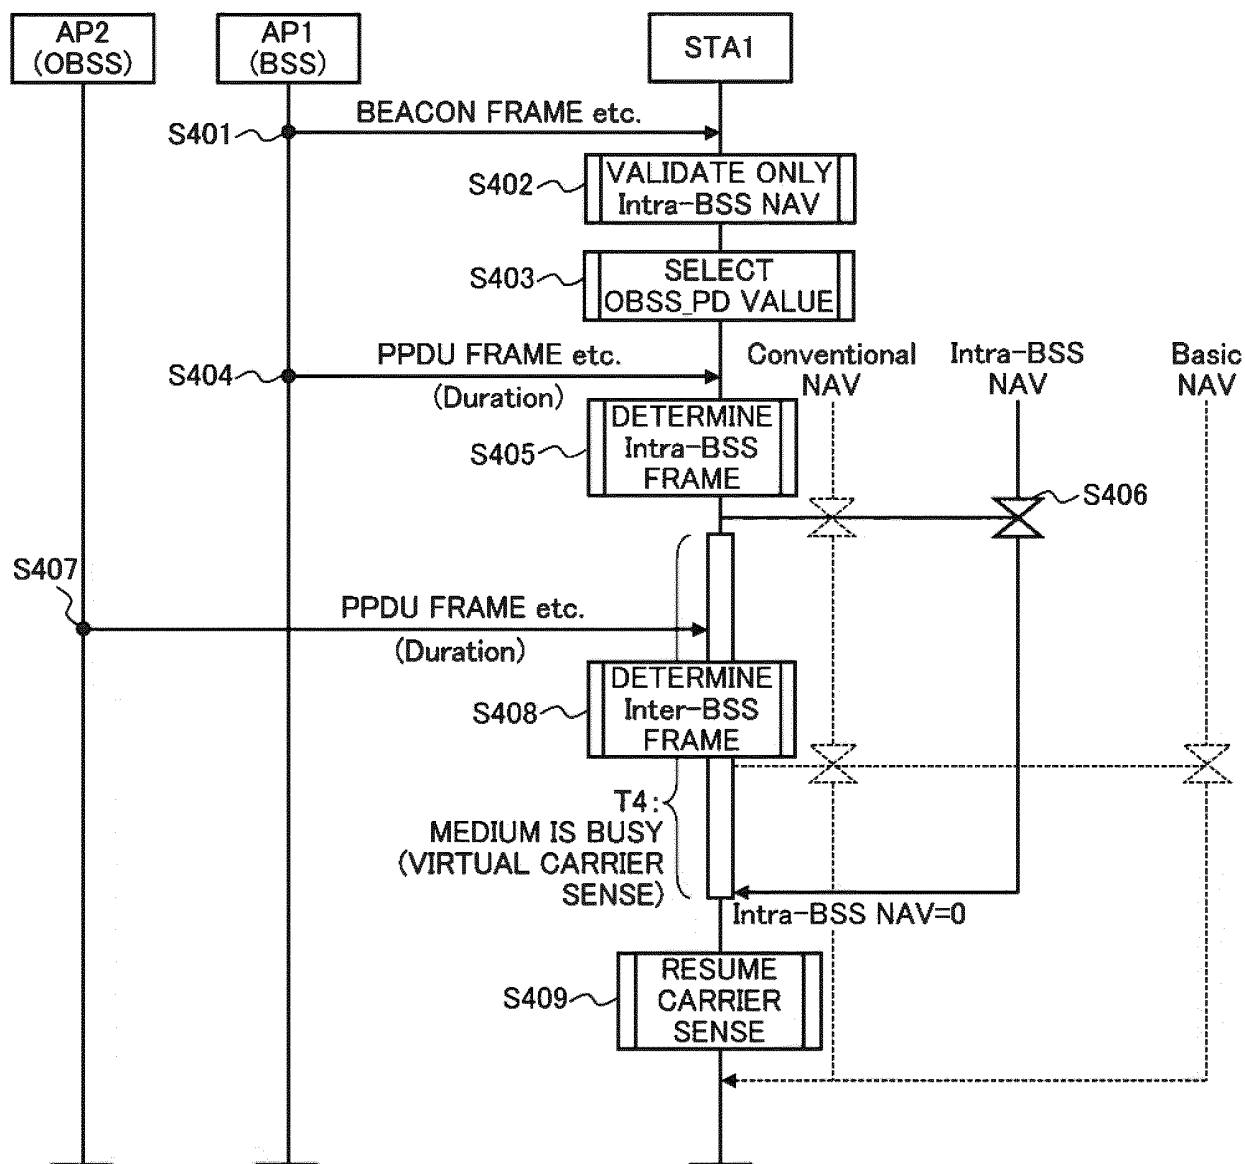 AP2
(OBSS)
AP1
(BSS)
STA1
S401
BEACON FRAME etc.
S402
VALIDATE ONLY
Intra-BSS NAV
S403
SELECT
OBSS_PD VALUE
S404
PPDU FRAME etc.
(Duration)
Conventional
NAV
Intra-BSS
NAV
Basic
NAV
S405
DETERMINE
Intra-BSS
FRAME
S406
S407
PPDU FRAME etc.
(Duration)
S408
DETERMINE
Inter-BSS
FRAME
T4:
MEDIUM IS BUSY
(VIRTUAL CARRIER
SENSE)
Intra-BSS NAV=0
S409
RESUME
CARRIER
SENSE